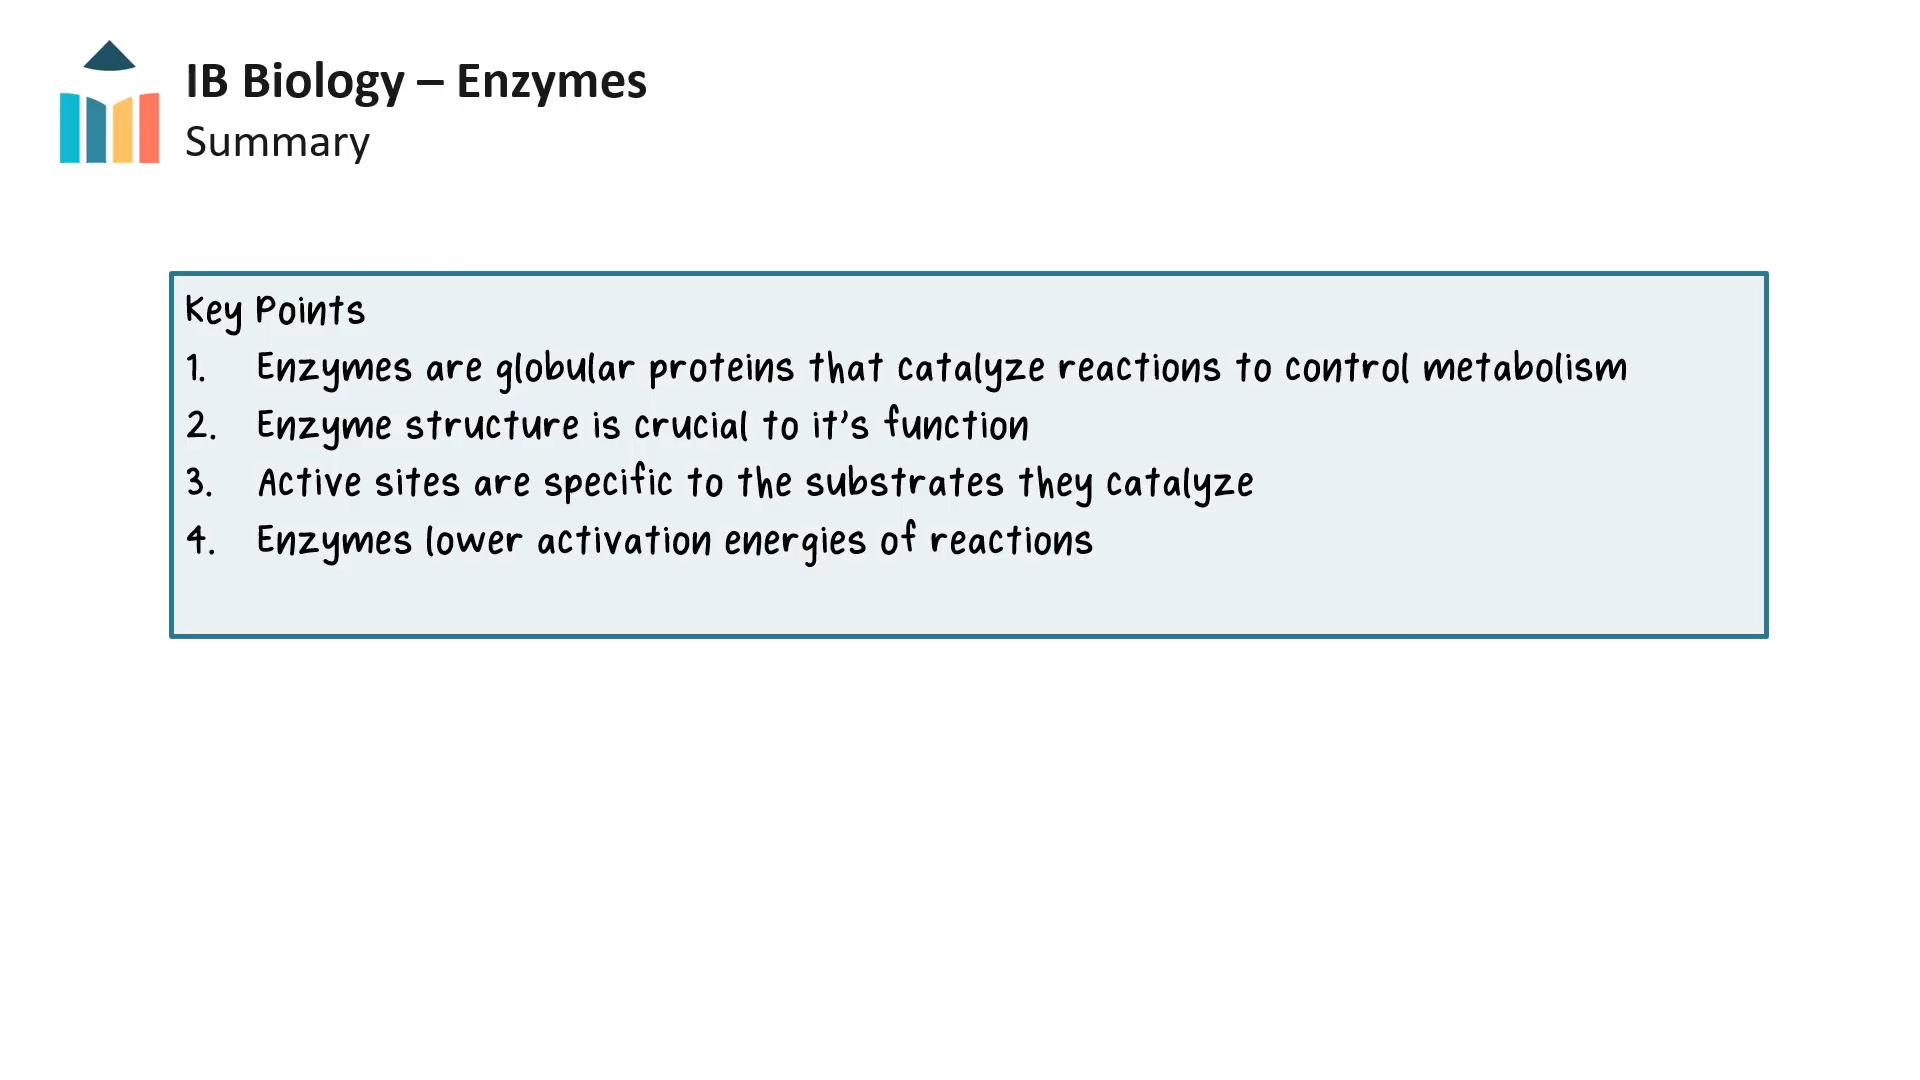 IB Biology – Enzymes
Summary
Key Points
1. Enzymes are globular proteins that catalyze reactions to control metabolism
2. Enzyme structure is crucial to it's function
3. Active sites are specific to the substrates they catalyze
4. Enzymes lower activation energies of reactions